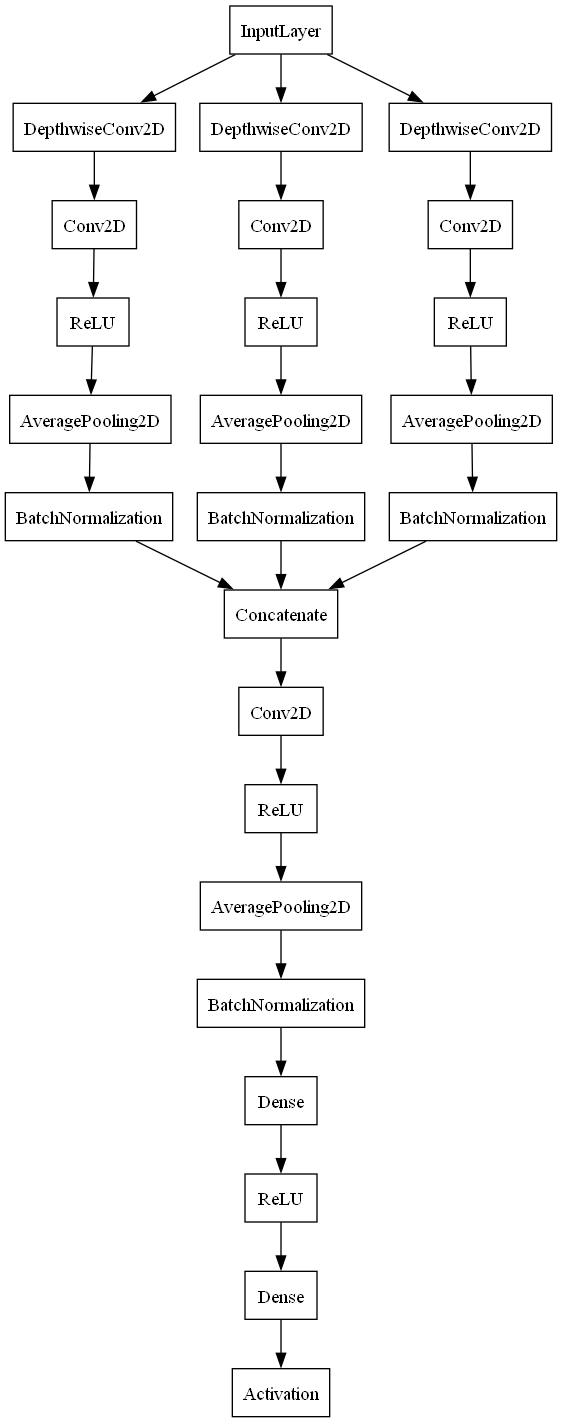 InputLayer
DepthwiseConv2D DepthwiseConv2D DepthwiseConv2D
Conv2D Conv2D Conv2D
ReLU ReLU ReLU
AveragePooling2D AveragePooling2D AveragePooling2D
BatchNormalization BatchNormalization BatchNormalization
Concatenate
Conv2D
ReLU
AveragePooling2D
BatchNormalization
Dense
ReLU
Dense
Activation